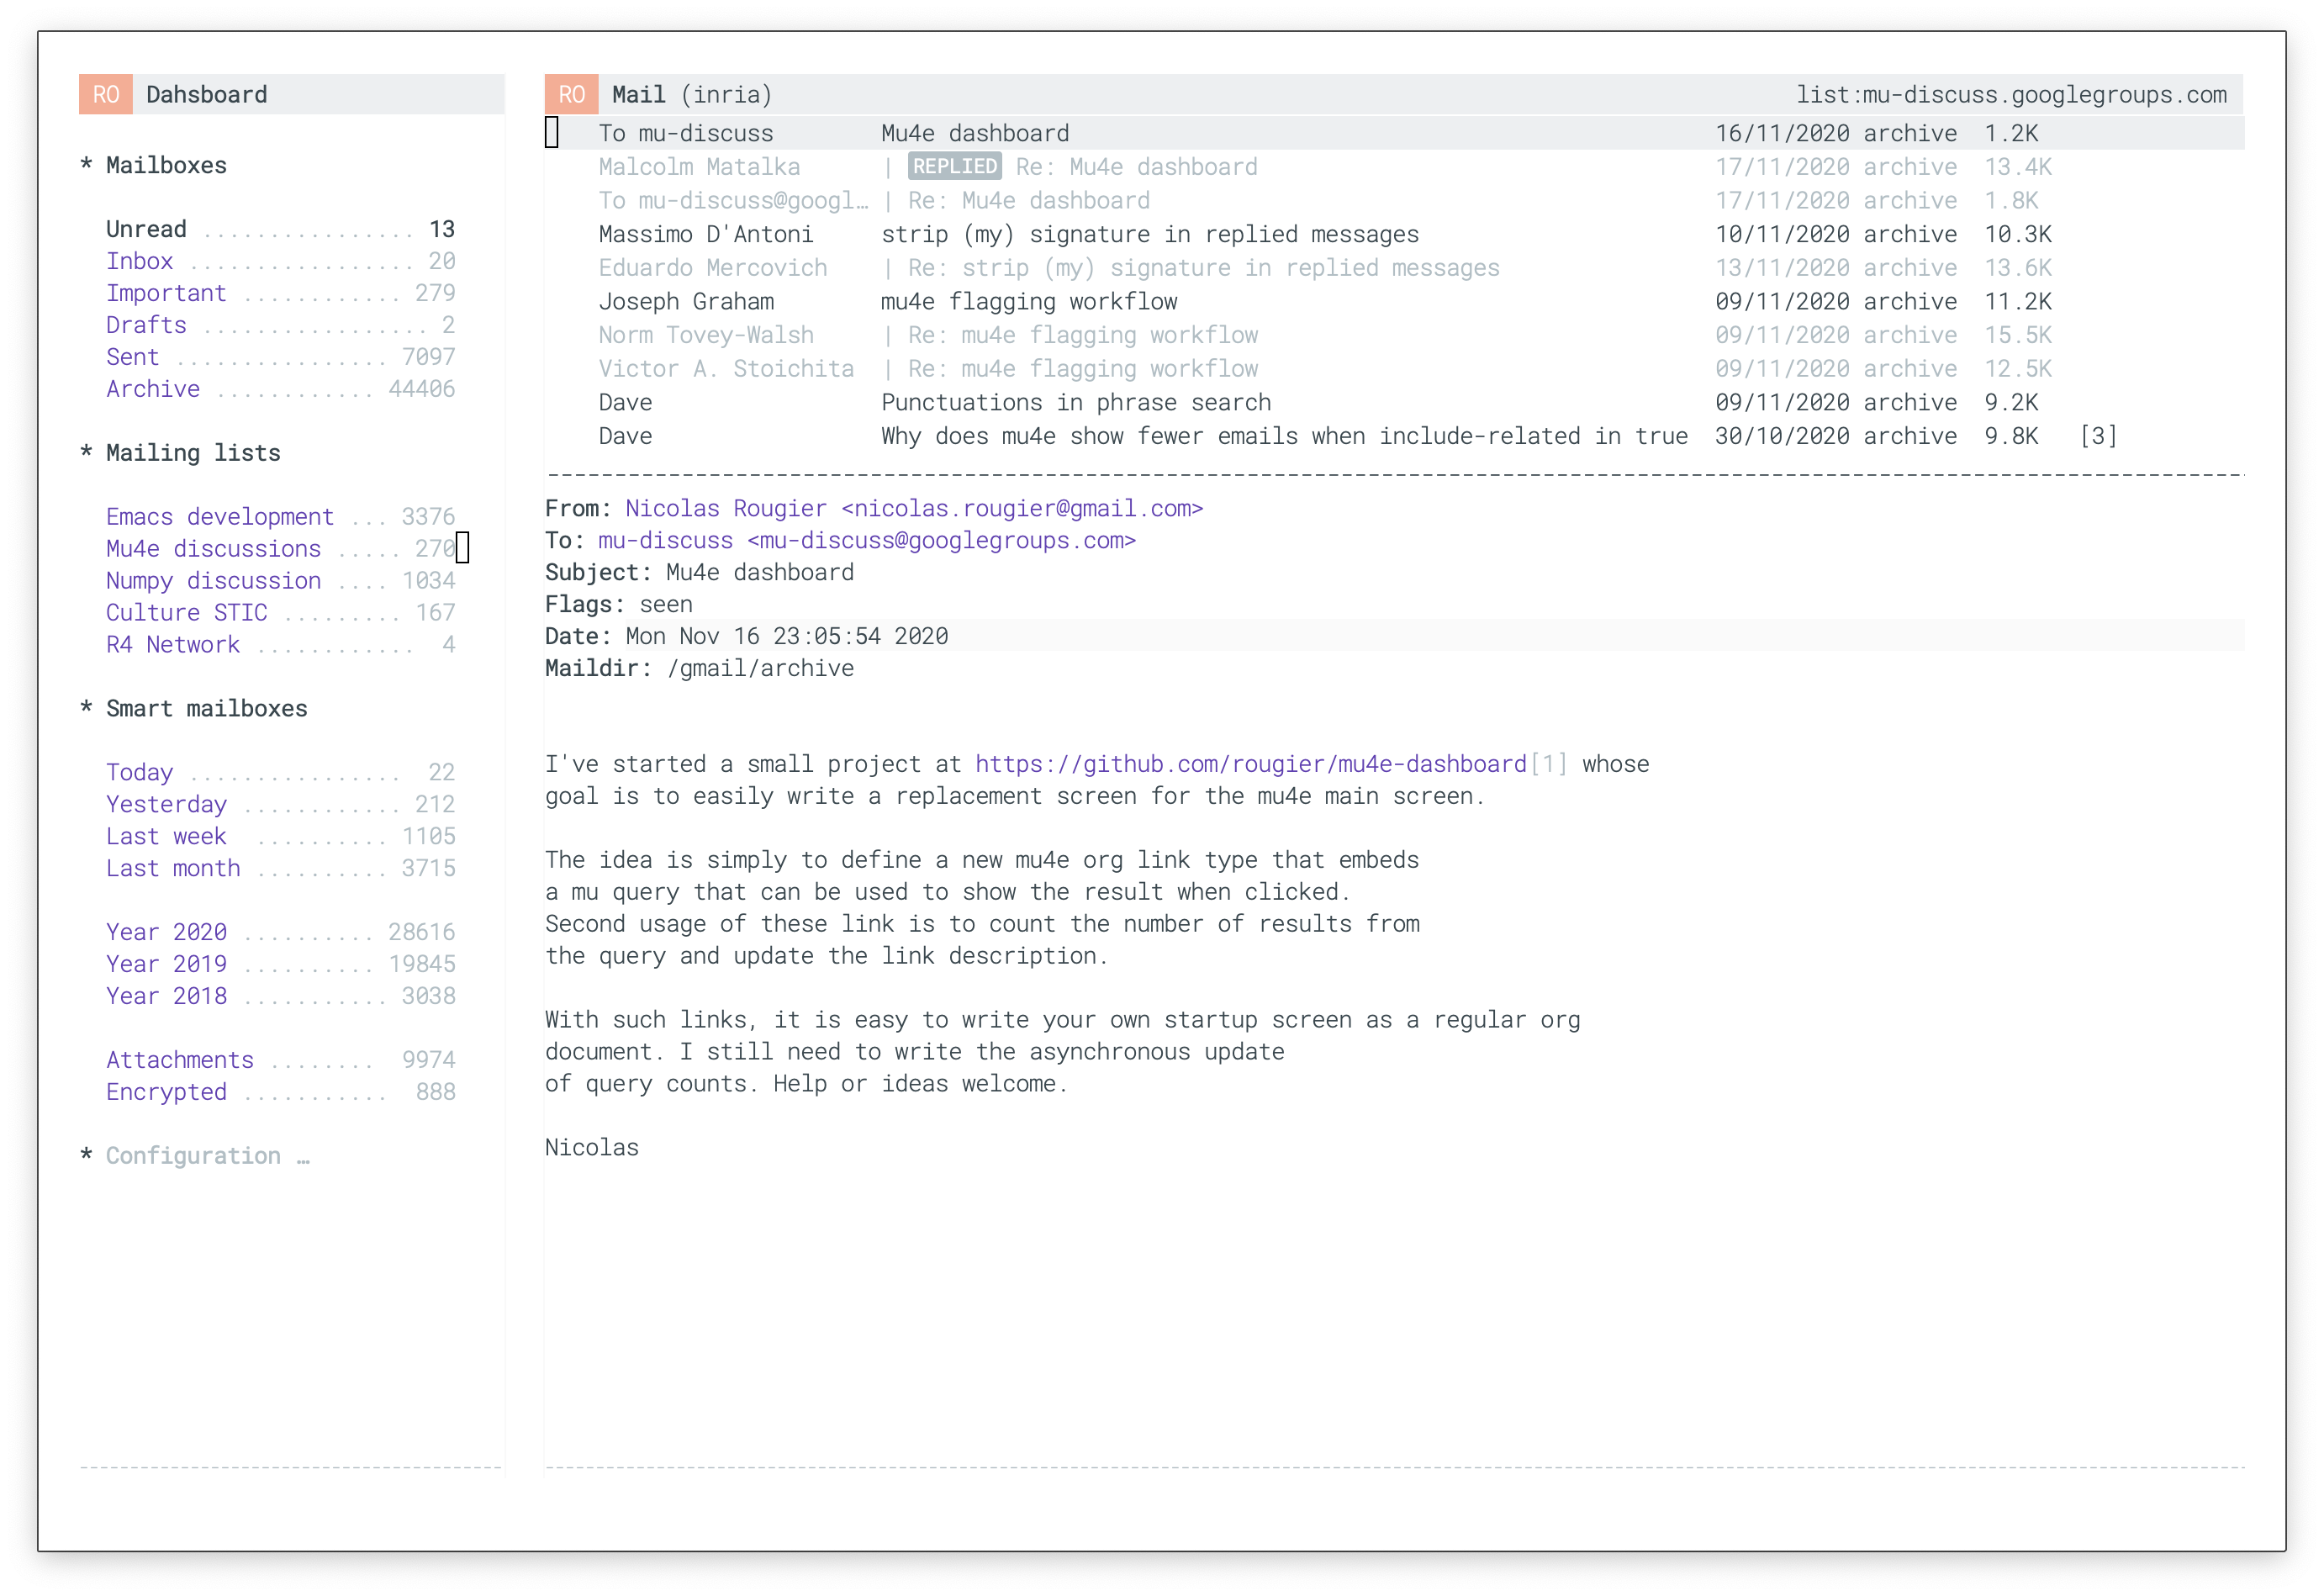 RO Dahsboard
* Mailboxes
Unread ................ 13
Inbox ................. 20
Important ............ 279
Drafts ................. 2
Sent ................ 7097
Archive ............ 44406
* Mailing lists
Emacs development ... 3376
Mu4e discussions ..... 270
Numpy discussion .... 1034
Culture STIC ......... 167
R4 Network ............ 4
* Smart mailboxes
Today ................ 22
Yesterday ............ 212
Last week .......... 1105
Last month .......... 3715
Year 2020 .......... 28616
Year 2019 .......... 19845
Year 2018 ........... 3038
Attachments ........ 9974
Encrypted ........... 888
* Configuration …
RO Mail (inria) list:mu-discuss.googlegroups.com
To mu-discuss Mu4e dashboard 16/11/2020 archive 1.2K
Malcolm Matalka | REPLIED Re: Mu4e dashboard 17/11/2020 archive 13.4K
To mu-discuss@googl… | Re: Mu4e dashboard 17/11/2020 archive 1.8K
Massimo D'Antoni strip (my) signature in replied messages 10/11/2020 archive 10.3K
Eduardo Mercovich | Re: strip (my) signature in replied messages 13/11/2020 archive 13.6K
Joseph Graham mu4e flagging workflow 09/11/2020 archive 11.2K
Norm Tovey-Walsh | Re: mu4e flagging workflow 09/11/2020 archive 15.5K
Victor A. Stoichita | Re: mu4e flagging workflow 09/11/2020 archive 12.5K
Dave Punctuations in phrase search 09/11/2020 archive 9.2K
Dave Why does mu4e show fewer emails when include-related in true 30/10/2020 archive 9.8K [3]
From: Nicolas Rougier <nicolas.rougier@gmail.com>
To: mu-discuss <mu-discuss@googlegroups.com>
Subject: Mu4e dashboard
Flags: seen
Date: Mon Nov 16 23:05:54 2020
Maildir: /gmail/archive
I've started a small project at https://github.com/rougier/mu4e-dashboard[1] whose
goal is to easily write a replacement screen for the mu4e main screen.
The idea is simply to define a new mu4e org link type that embeds
a mu query that can be used to show the result when clicked.
Second usage of these link is to count the number of results from
the query and update the link description.
With such links, it is easy to write your own startup screen as a regular org
document. I still need to write the asynchronous update
of query counts. Help or ideas welcome.
Nicolas